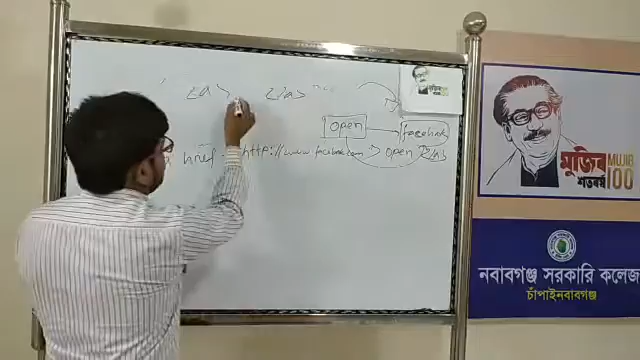 <a> </a>
open facebook
href = http://www.facebook.com > open </a>
মুজিব MUJIB
শতবর্ষ 100
নবাবগঞ্জ সরকারি কলেজ
চাঁপাইনবাবগঞ্জ